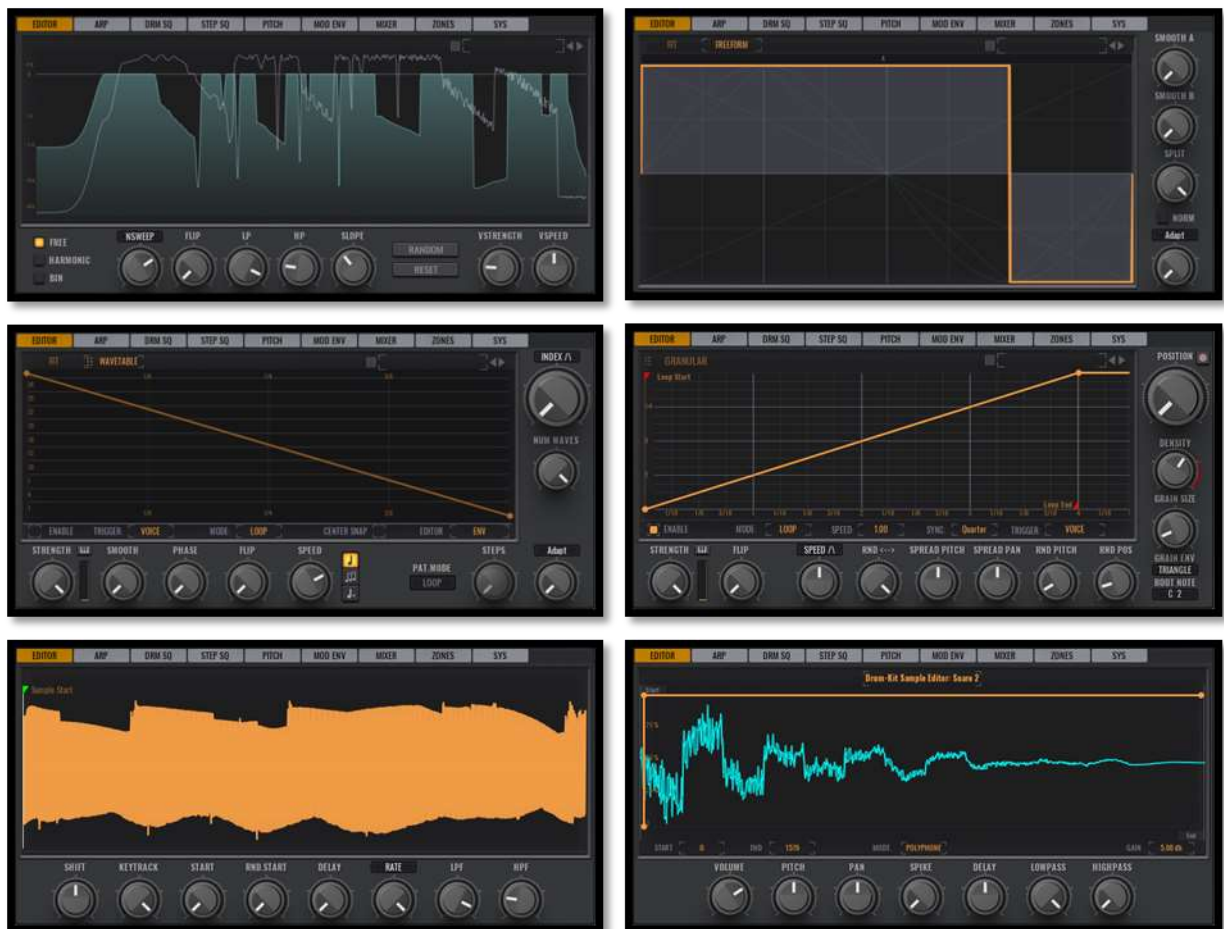 EDITOR ARP DRM SQ STEP SQ PITCH MOD ENV MIXER ZONES SYS
FREE
HARMONIC
BIN
NSWEEP FLIP LP HP SLOPE
RANDOM
RESET
VSTRENGTH VSPEED
EDITOR ARP DRM SQ STEP SQ PITCH MOD ENV MIXER ZONES SYS
FIT FREEFORM
SMOOTH A
SMOOTH B
SPLIT
NORM
Adapt
EDITOR ARP DRM SQ STEP SQ PITCH MOD ENV MIXER ZONES SYS
FIT WAVETABLE
INDEX /\
NUM WAVES
ENABLE TRIGGER: VOICE MODE LOOP CENTER SNAP EDITOR ENV
STRENGTH SMOOTH PHASE FLIP SPEED STEPS Adapt
PAT.MODE
LOOP
EDITOR ARP DRM SQ STEP SQ PITCH MOD ENV MIXER ZONES SYS
GRANULAR
Loop Start
POSITION
DENSITY
GRAIN SIZE
Loop End
ENABLE MODE LOOP SPEED 1.00 SYNC: Quarter TRIGGER VOICE
STRENGTH FLIP SPEED /\ RND <--> SPREAD PITCH SPREAD PAN RND PITCH RND POS
GRAIN ENV
TRIANGLE
ROOT NOTE
C 2
EDITOR ARP DRM SQ STEP SQ PITCH MOD ENV MIXER ZONES SYS
Sample Start
SHIFT KEYTRACK START RND.START DELAY RATE LPF HPF
EDITOR ARP DRM SQ STEP SQ PITCH MOD ENV MIXER ZONES SYS
Drum-Kit Sample Editor: Snare 2
Start
End
START 0 END MODE POLYPHONE GAIN 5.00 db
VOLUME PITCH PAN SPIKE DELAY LOWPASS HIGHPASS